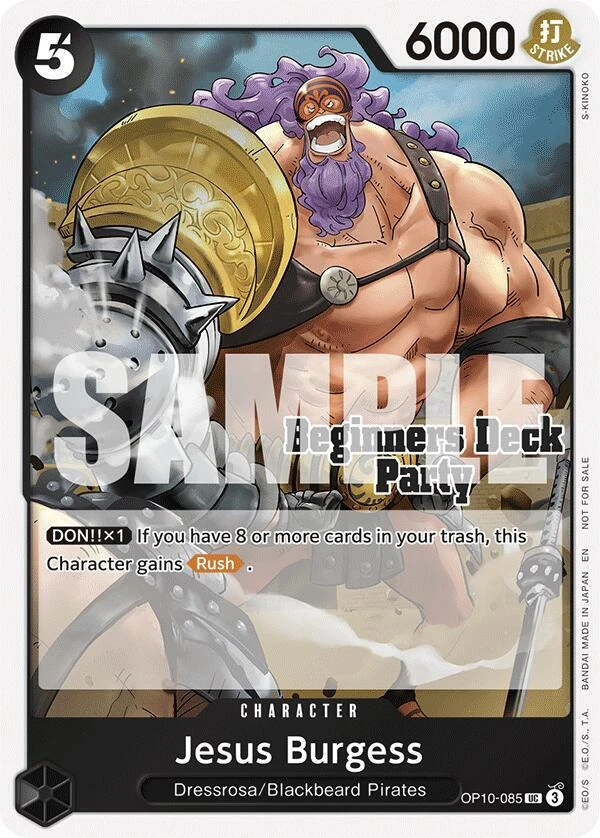 5
6000
打
STRIKE
S-KINOKO
SAMPLE
Beginners Deck
Party
DON!!×1 If you have 8 or more cards in your trash, this
Character gains Rush .
CHARACTER
Jesus Burgess
Dressrosa/Blackbeard Pirates
OP10-085 UC 3
©EO/S ©E.O./S., T.A. BANDAI MADE IN JAPAN EN NOT FOR SALE